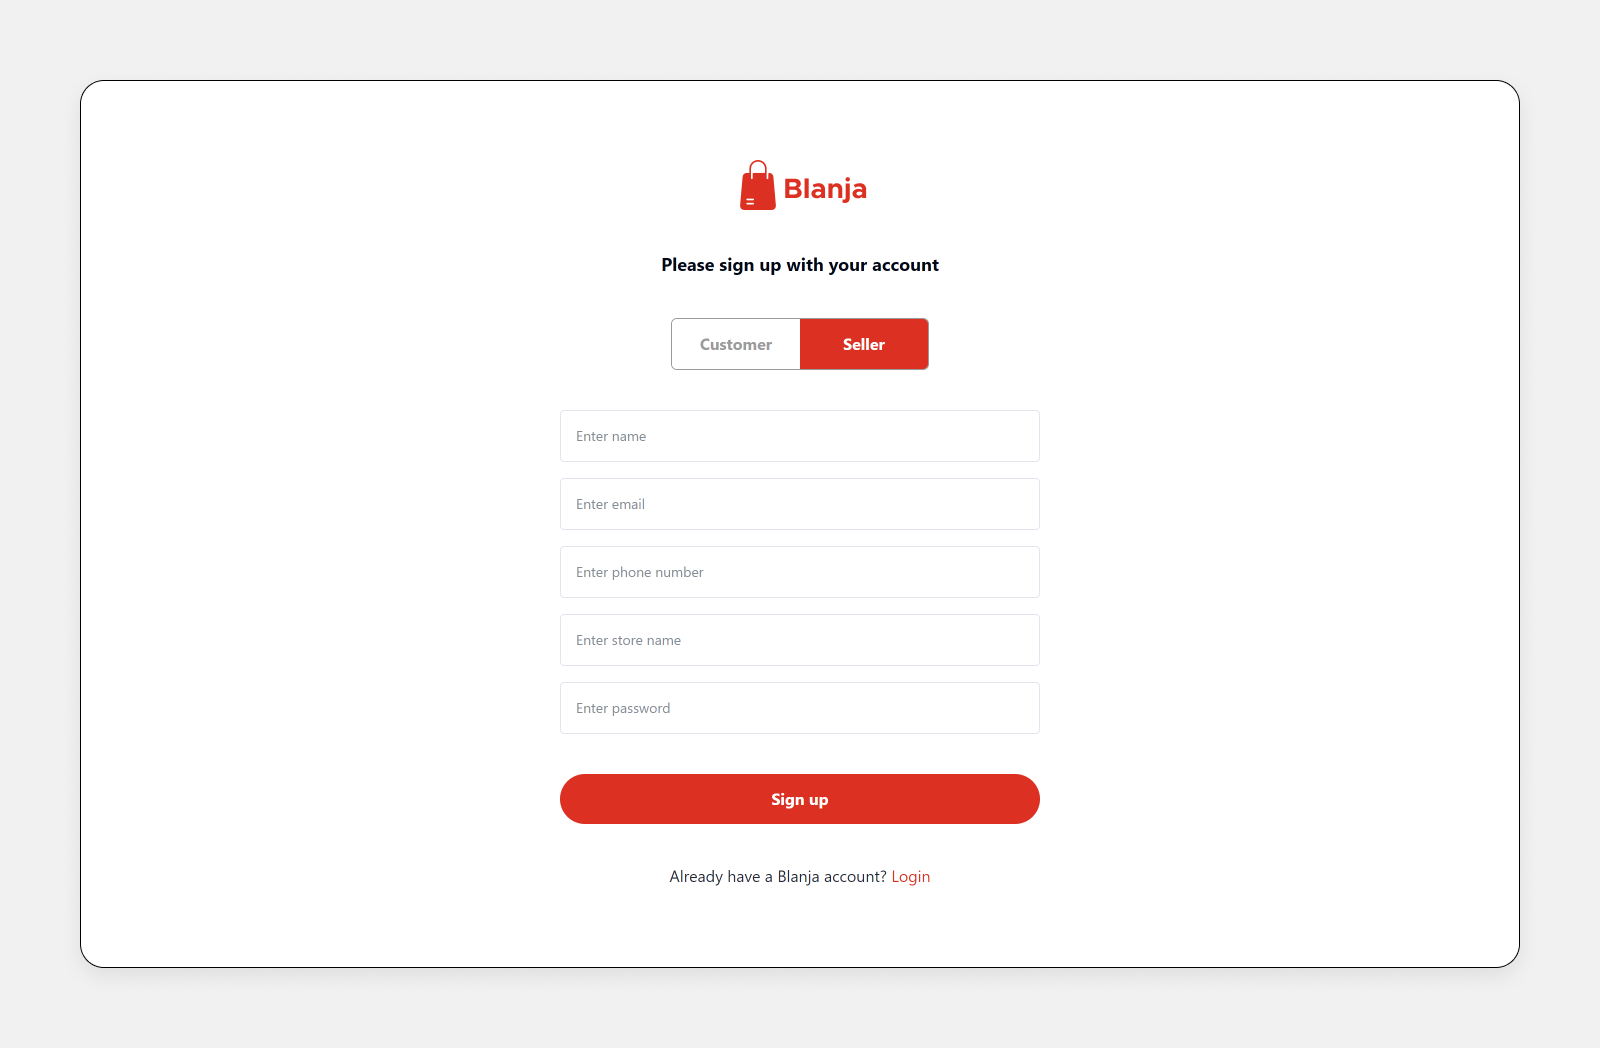 Blanja
Please sign up with your account
Customer Seller
Enter name
Enter email
Enter phone number
Enter store name
Enter password
Sign up
Already have a Blanja account? Login